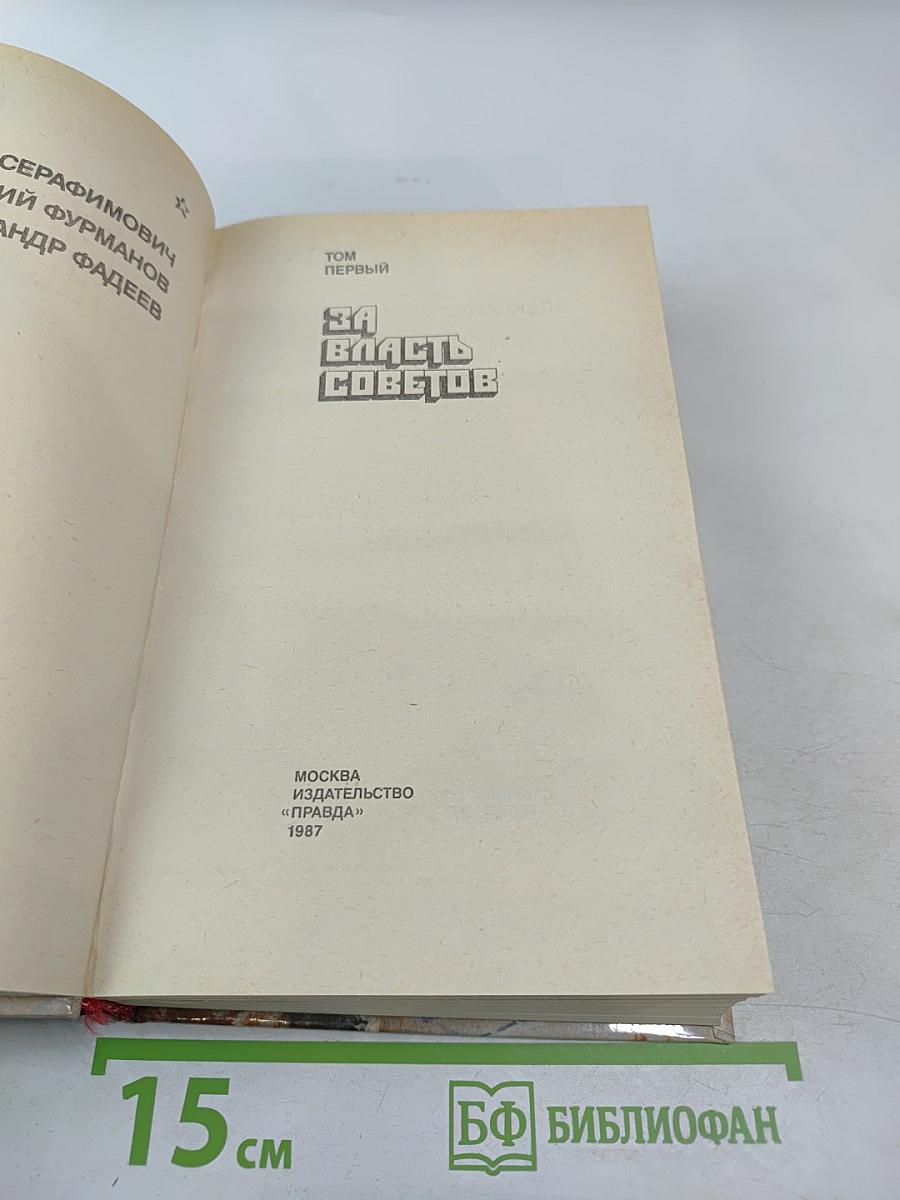 СЕРАФИМОВИЧ
ИЙ ФУРМАНОВ
АНДР ФАДЕЕВ
ТОМ
ПЕРВЫЙ
ЗА
ВЛАСТЬ
СОВЕТОВ
МОСКВА
ИЗДАТЕЛЬСТВО
«ПРАВДА»
1987
15 см
БФ БИБЛИОФАН